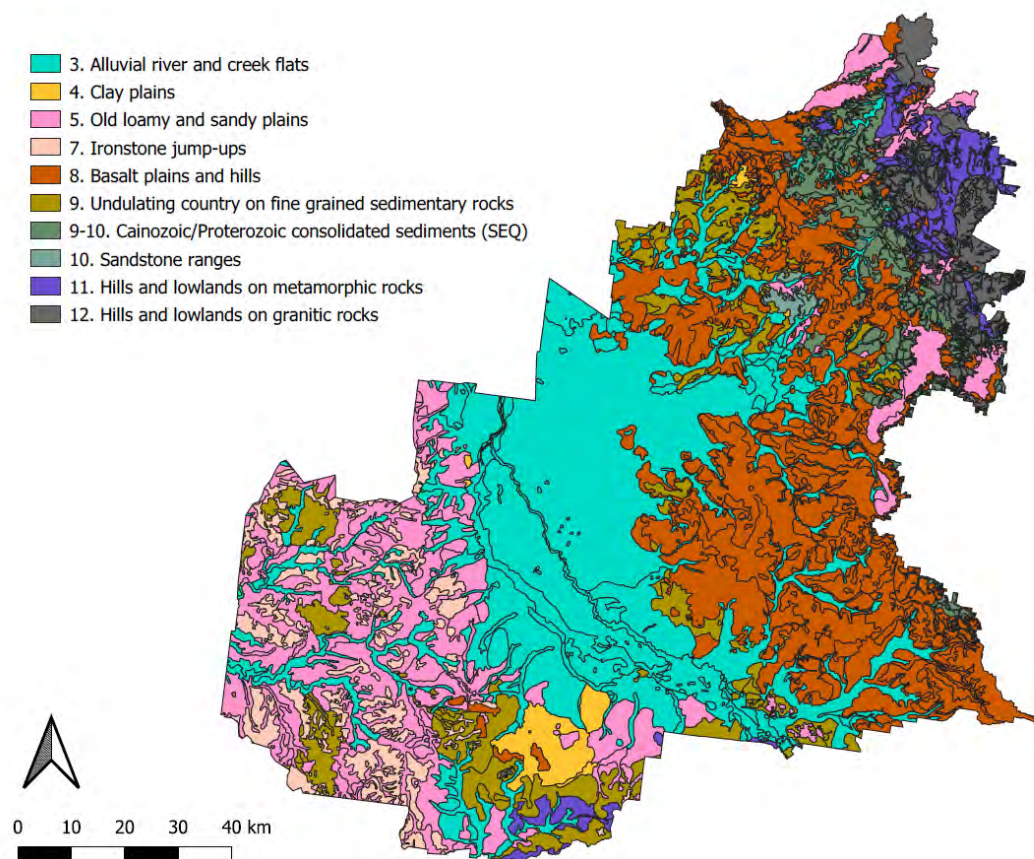 3. Alluvial river and creek flats
4. Clay plains
5. Old loamy and sandy plains
7. Ironstone jump-ups
8. Basalt plains and hills
9. Undulating country on fine grained sedimentary rocks
9-10. Cainozoic/Proterozoic consolidated sediments (SEQ)
10. Sandstone ranges
11. Hills and lowlands on metamorphic rocks
12. Hills and lowlands on granitic rocks
0 10 20 30 40 km